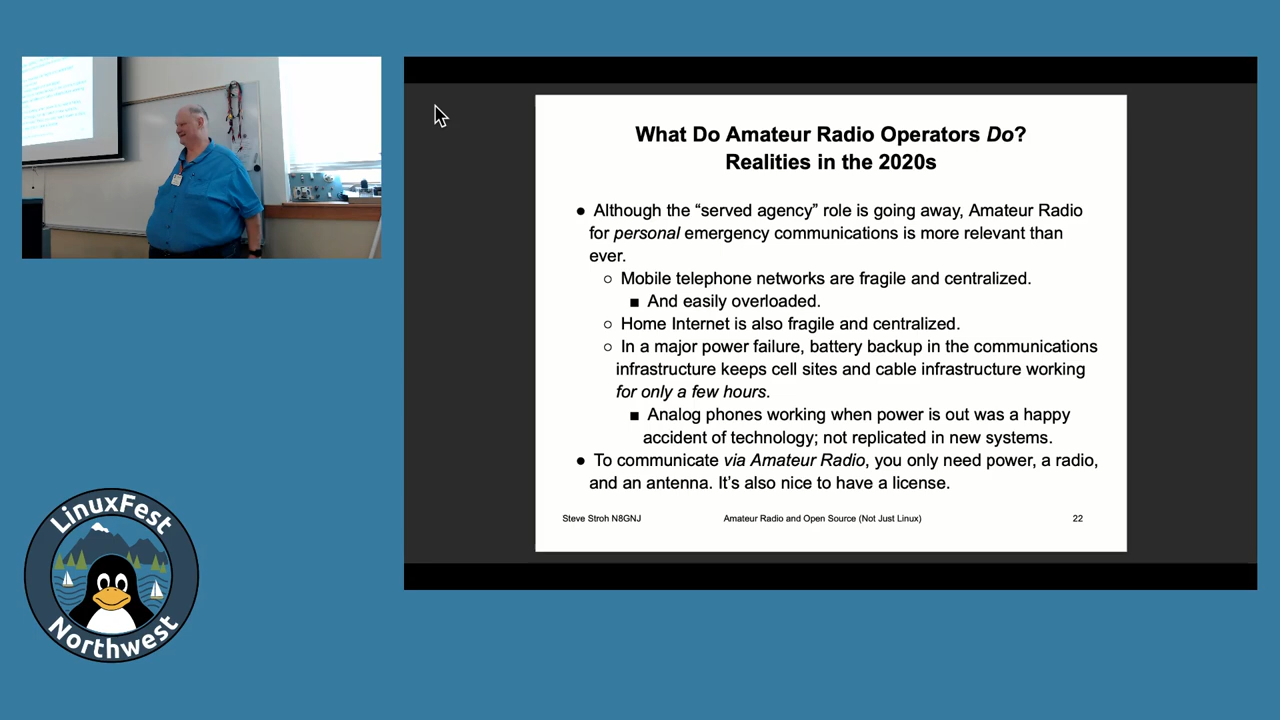 What Do Amateur Radio Operators Do?
Realities in the 2020s
● Although the “served agency” role is going away, Amateur Radio
for personal emergency communications is more relevant than
ever.
○ Mobile telephone networks are fragile and centralized.
■ And easily overloaded.
○ Home Internet is also fragile and centralized.
○ In a major power failure, battery backup in the communications
infrastructure keeps cell sites and cable infrastructure working
for only a few hours.
■ Analog phones working when power is out was a happy
accident of technology; not replicated in new systems.
● To communicate via Amateur Radio, you only need power, a radio,
and an antenna. It’s also nice to have a license.
Steve Stroh N8GNJ
Amateur Radio and Open Source (Not Just Linux)
22
LinuxFest
Northwest